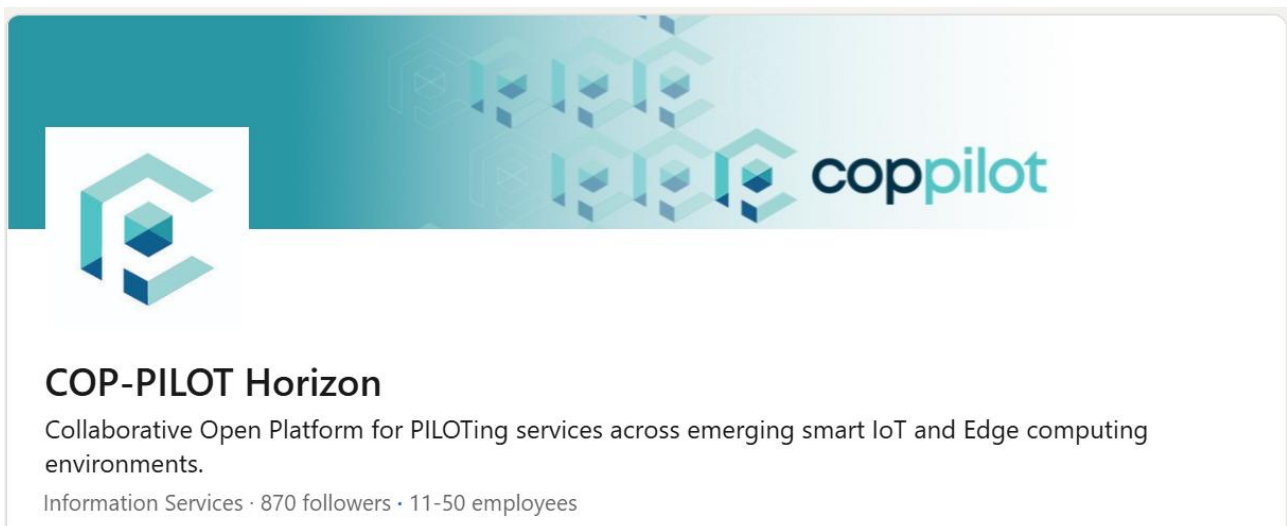 coppilot
COP-PILOT Horizon
Collaborative Open Platform for PILOTing services across emerging smart IoT and Edge computing
environments.
Information Services · 870 followers · 11-50 employees